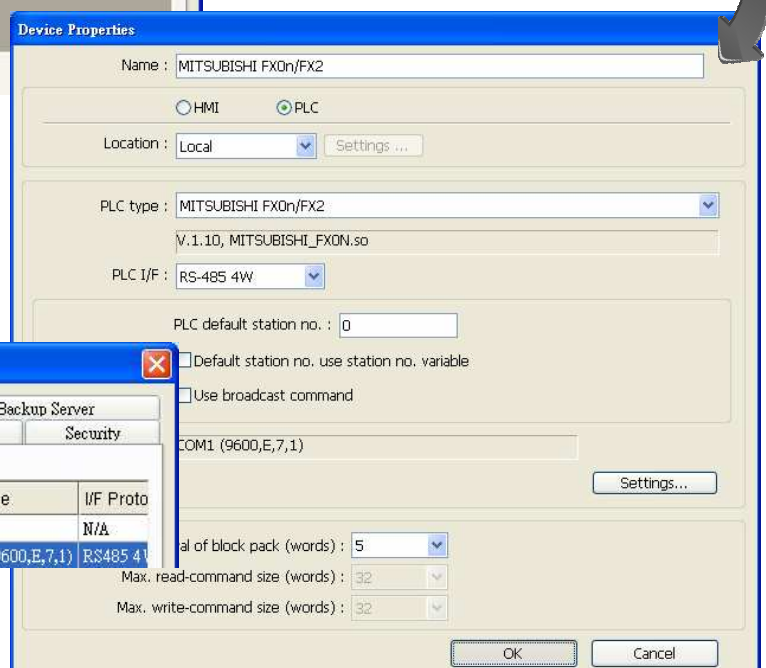 Device Properties
Name : MITSUBISHI FX0n/FX2
HMI PLC
Location : Local Settings ...
PLC type : MITSUBISHI FX0n/FX2
V.1.10, MITSUBISHI_FX0N.so
PLC I/F : RS-485 4W
PLC default station no. : 0
Default station no. use station no. variable
Use broadcast command
COM1 (9600,E,7,1)
Settings...
al of block pack (words) : 5
Max. read-command size (words) : 32
Max. write-command size (words) : 32
OK Cancel
Backup Server
Security
e I/F Proto
N/A
600,E,7,1) RS485 4